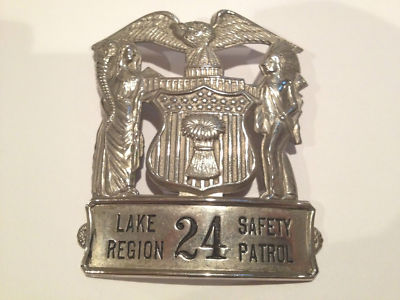 LAKE REGION 24 SAFETY PATROL